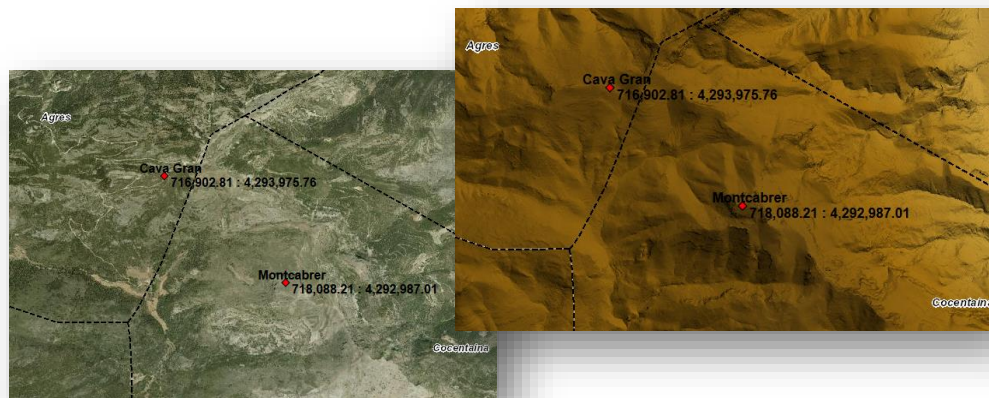 Agres
Cava Gran
716,902.81 : 4,293,975.76
Montcabrer
718,088.21 : 4,292,987.01
Cocentaina
Agres
Cava Gran
716,902.81 : 4,293,975.76
Montcabrer
718,088.21 : 4,292,987.01
Cocentaina